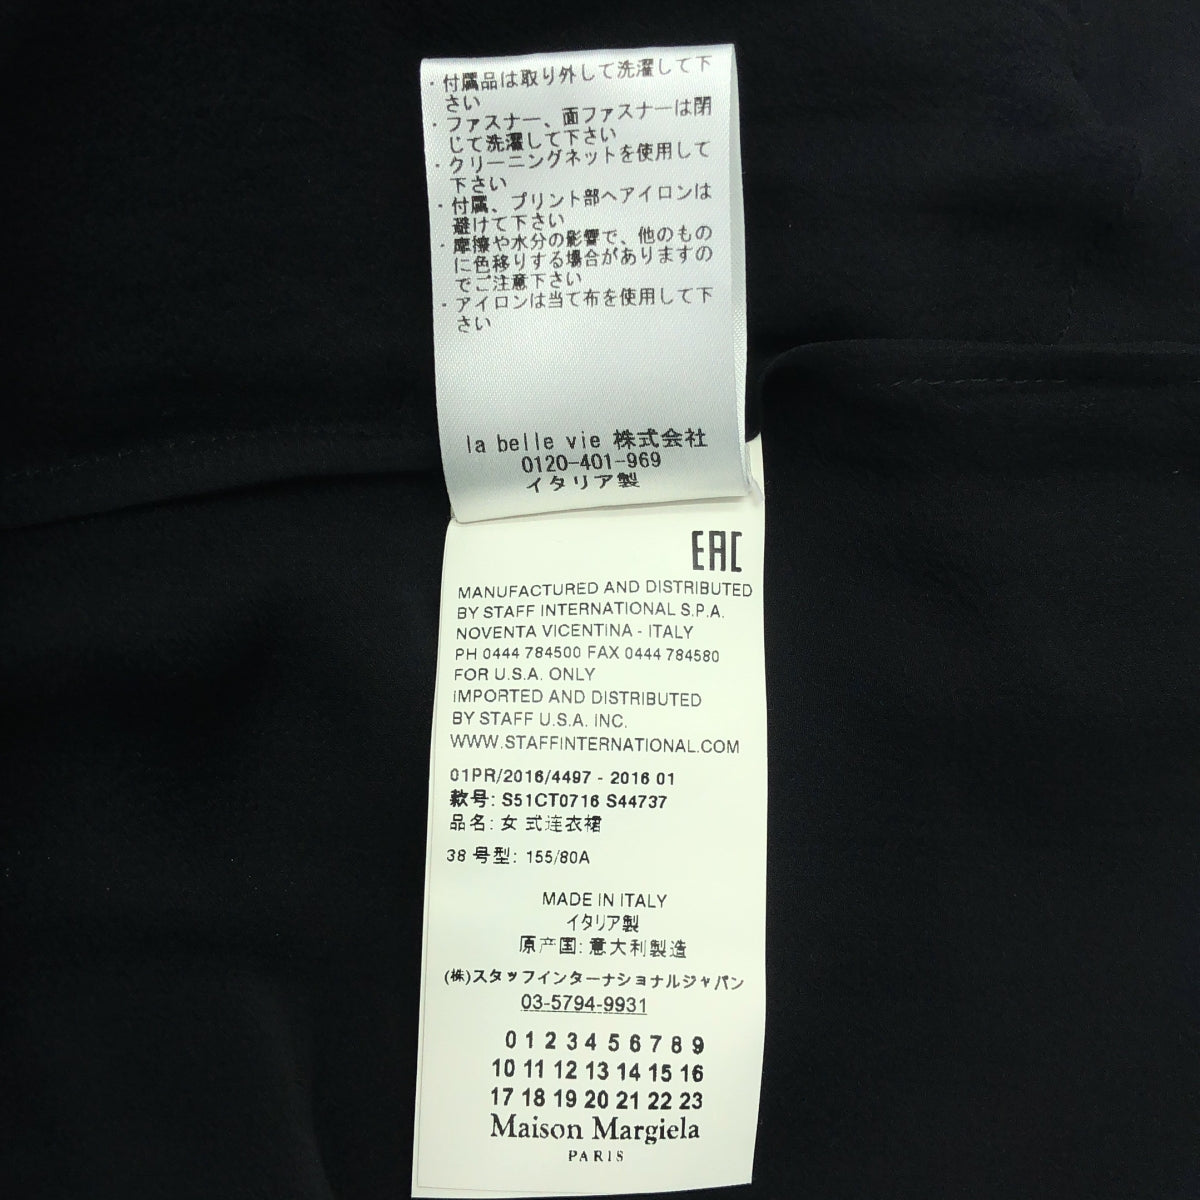 ・付属品は取り外して洗濯して下
さい
・ファスナー、面ファスナーは閉
じて洗濯して下さい
・クリーニングネットを使用して
下さい
・付属、プリント部へアイロンは
避けて下さい
・摩擦や水分の影響で、他のもの
に色移りする場合がありますの
でご注意下さい
・アイロンは当て布を使用して下
さい
la belle vie 株式会社
0120-401-969
イタリア製
EAC
MANUFACTURED AND DISTRIBUTED
BY STAFF INTERNATIONAL S.P.A.
NOVENTA VICENTINA - ITALY
PH 0444 784500 FAX 0444 784580
FOR U.S.A. ONLY
IMPORTED AND DISTRIBUTED
BY STAFF U.S.A. INC.
WWW.STAFFINTERNATIONAL.COM
01PR/2016/4497 - 2016 01
款号: S51CT0716 S44737
品名: 女 式连衣裙
38 号型: 155/80A
MADE IN ITALY
イタリア製
原产国: 意大利製造
(株)スタッフインターナショナルジャパン
03-5794-9931
0 1 2 3 4 5 6 7 8 9
10 11 12 13 14 15 16
17 18 19 20 21 22 23
Maison Margiela
PARIS